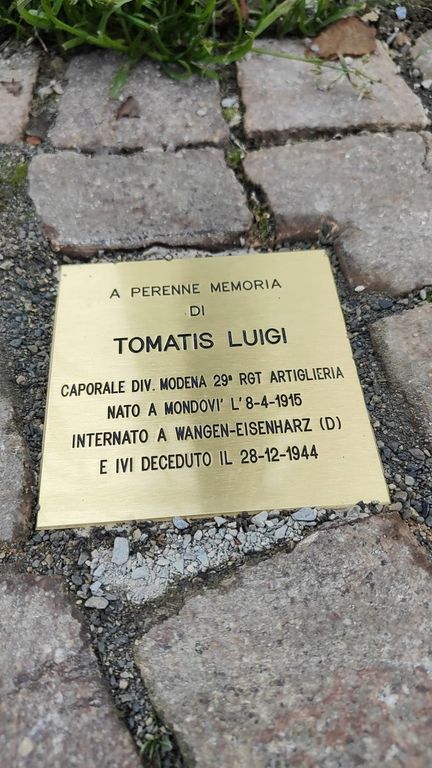 A PERENNE MEMORIA
DI
TOMATIS LUIGI
CAPORALE DIV. MODENA 29ª RGT ARTIGLIERIA
NATO A MONDOVI' L'8-4-1915
INTERNATO A WANGEN-EISENHARZ (D)
E IVI DECEDUTO IL 28-12-1944